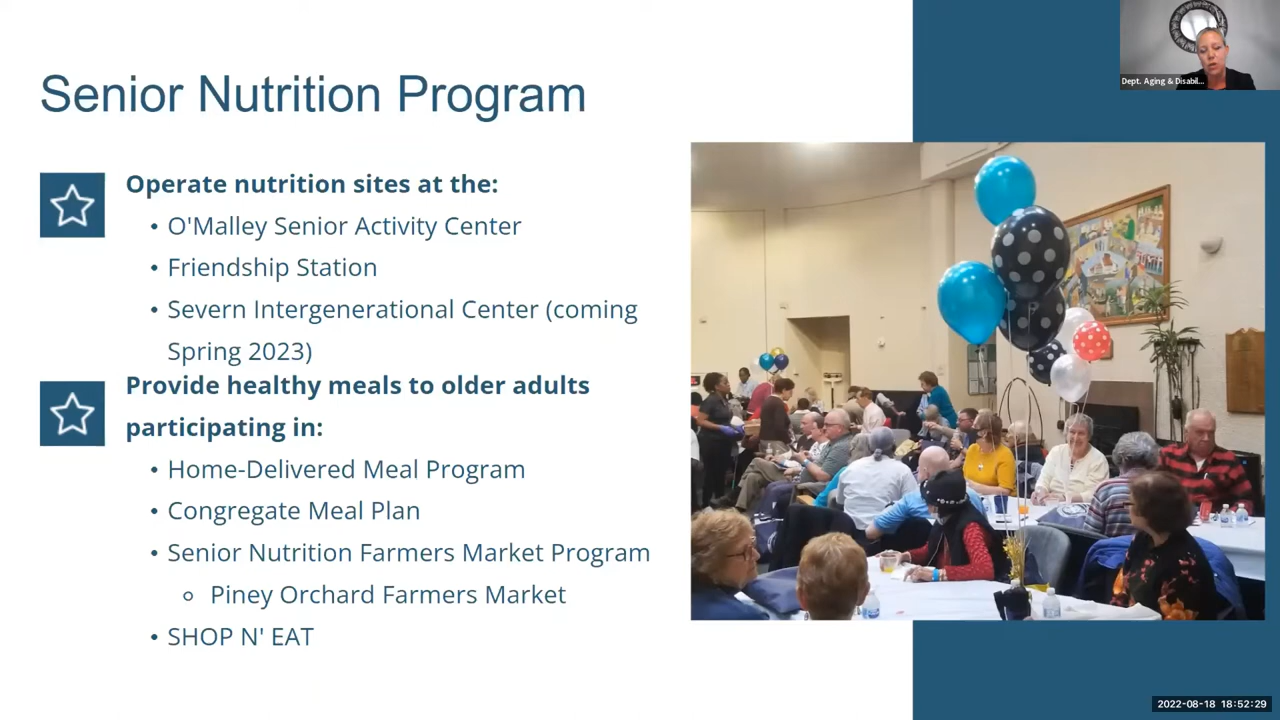 Senior Nutrition Program
Operate nutrition sites at the:
• O'Malley Senior Activity Center
• Friendship Station
• Severn Intergenerational Center (coming
Spring 2023)
Provide healthy meals to older adults
participating in:
• Home-Delivered Meal Program
• Congregate Meal Plan
• Senior Nutrition Farmers Market Program
○ Piney Orchard Farmers Market
• SHOP N' EAT
Dept. Aging & Disabil...
2022-08-18 18:52:29